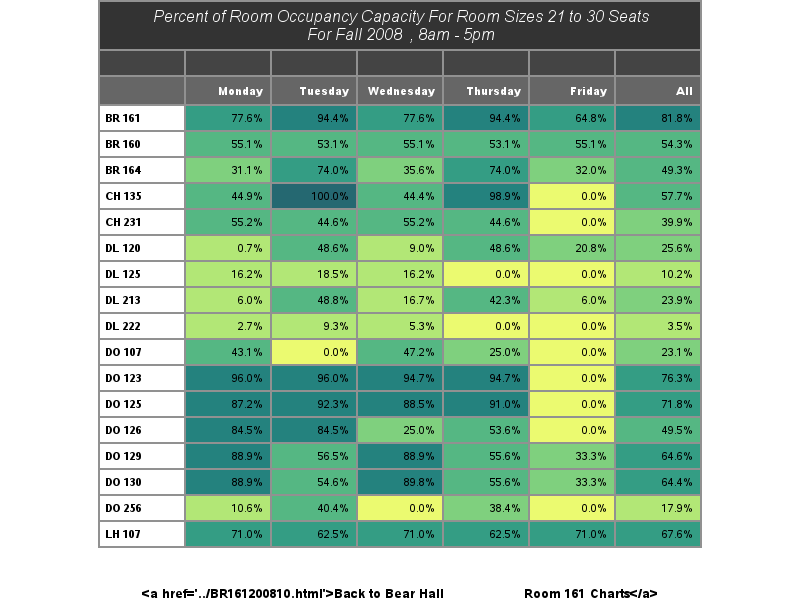 Percent of Room Occupancy Capacity For Room Sizes 21 to 30 Seats
For Fall 2008 , 8am - 5pm
Monday Tuesday Wednesday Thursday Friday All
BR 161 77.6% 94.4% 77.6% 94.4% 64.8% 81.8%
BR 160 55.1% 53.1% 55.1% 53.1% 55.1% 54.3%
BR 164 31.1% 74.0% 35.6% 74.0% 32.0% 49.3%
CH 135 44.9% 100.0% 44.4% 98.9% 0.0% 57.7%
CH 231 55.2% 44.6% 55.2% 44.6% 0.0% 39.9%
DL 120 0.7% 48.6% 9.0% 48.6% 20.8% 25.6%
DL 125 16.2% 18.5% 16.2% 0.0% 0.0% 10.2%
DL 213 6.0% 48.8% 16.7% 42.3% 6.0% 23.9%
DL 222 2.7% 9.3% 5.3% 0.0% 0.0% 3.5%
DO 107 43.1% 0.0% 47.2% 25.0% 0.0% 23.1%
DO 123 96.0% 96.0% 94.7% 94.7% 0.0% 76.3%
DO 125 87.2% 92.3% 88.5% 91.0% 0.0% 71.8%
DO 126 84.5% 84.5% 25.0% 53.6% 0.0% 49.5%
DO 129 88.9% 56.5% 88.9% 55.6% 33.3% 64.6%
DO 130 88.9% 54.6% 89.8% 55.6% 33.3% 64.4%
DO 256 10.6% 40.4% 0.0% 38.4% 0.0% 17.9%
LH 107 71.0% 62.5% 71.0% 62.5% 71.0% 67.6%
<a href='../BR161200810.html'>Back to Bear Hall Room 161 Charts</a>